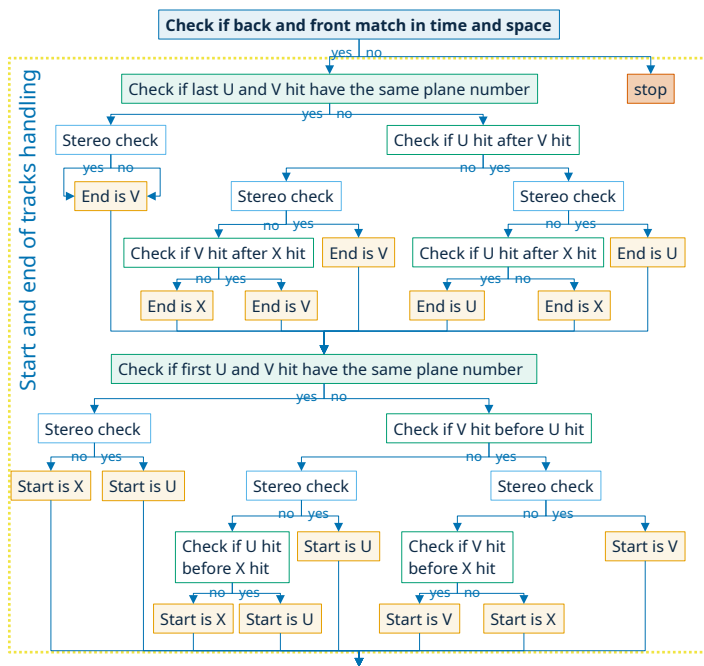 Check if back and front match in time and space
yes no
Start and end of tracks handling
Check if last U and V hit have the same plane number
stop
yes no
Stereo check
Check if U hit after V hit
yes no
no yes
End is V
Stereo check
Stereo check
no yes
no yes
Check if V hit after X hit
End is V
Check if U hit after X hit
End is U
no yes
yes no
End is X
End is V
End is U
End is X
Check if first U and V hit have the same plane number
yes no
Stereo check
Check if V hit before U hit
no yes
no yes
Start is X
Start is U
Stereo check
Stereo check
no yes
no yes
Check if U hit
before X hit
Start is U
Check if V hit
before X hit
Start is V
no yes
yes no
Start is X
Start is U
Start is V
Start is X